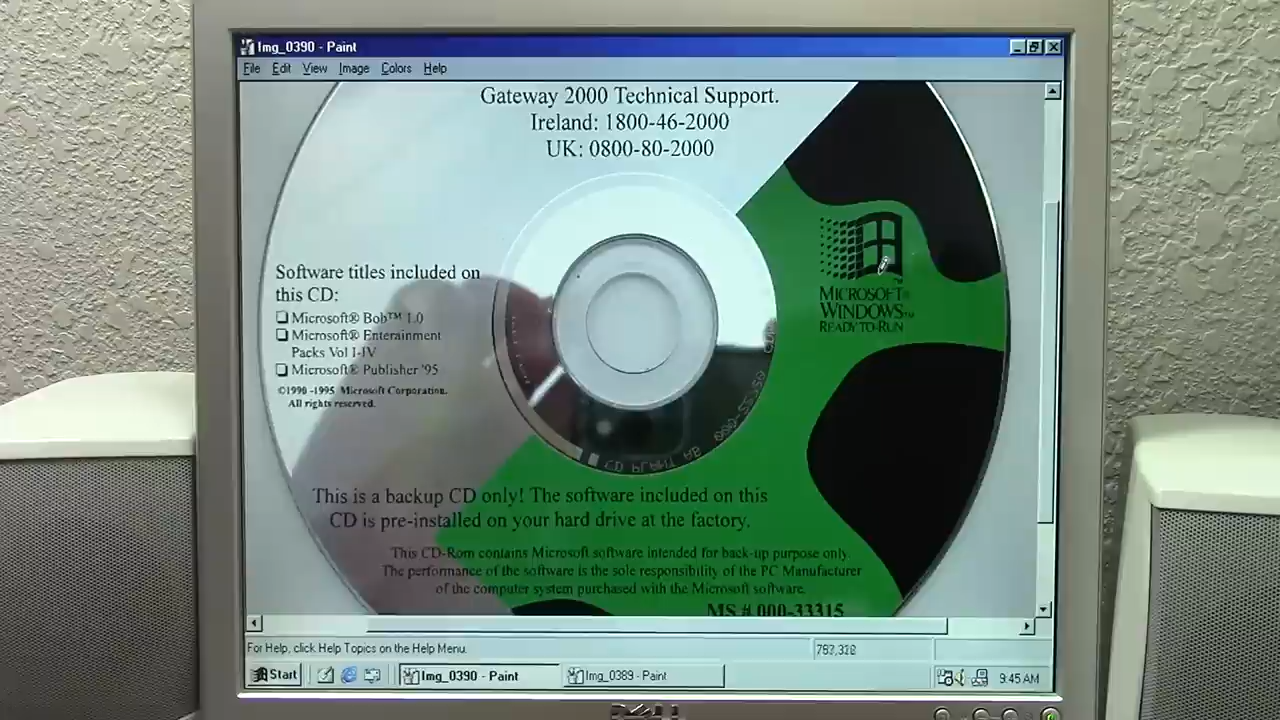 Img_0390 - Paint
File Edit View Image Colors Help
Gateway 2000 Technical Support.
Ireland: 1800-46-2000
UK: 0800-80-2000
Software titles included on
this CD:
Microsoft® Bob™ 1.0
Microsoft® Enterainment
Packs Vol I-IV
Microsoft® Publisher '95
©1990 -1995 Microsoft Corporation.
All rights reserved.
MICROSOFT®
WINDOWS™
READY-TO-RUN
CD PLANT AB
This is a backup CD only! The software included on this
CD is pre-installed on your hard drive at the factory.
This CD-Rom contains Microsoft software intended for back-up purpose only.
The performance of the software is the sole responsibility of the PC Manufacturer
of the computer system purchased with the Microsoft software.
MS # 000-33315
For Help, click Help Topics on the Help Menu.
Start Img_0390 - Paint Img_0389 - Paint 9:45 AM
DELL